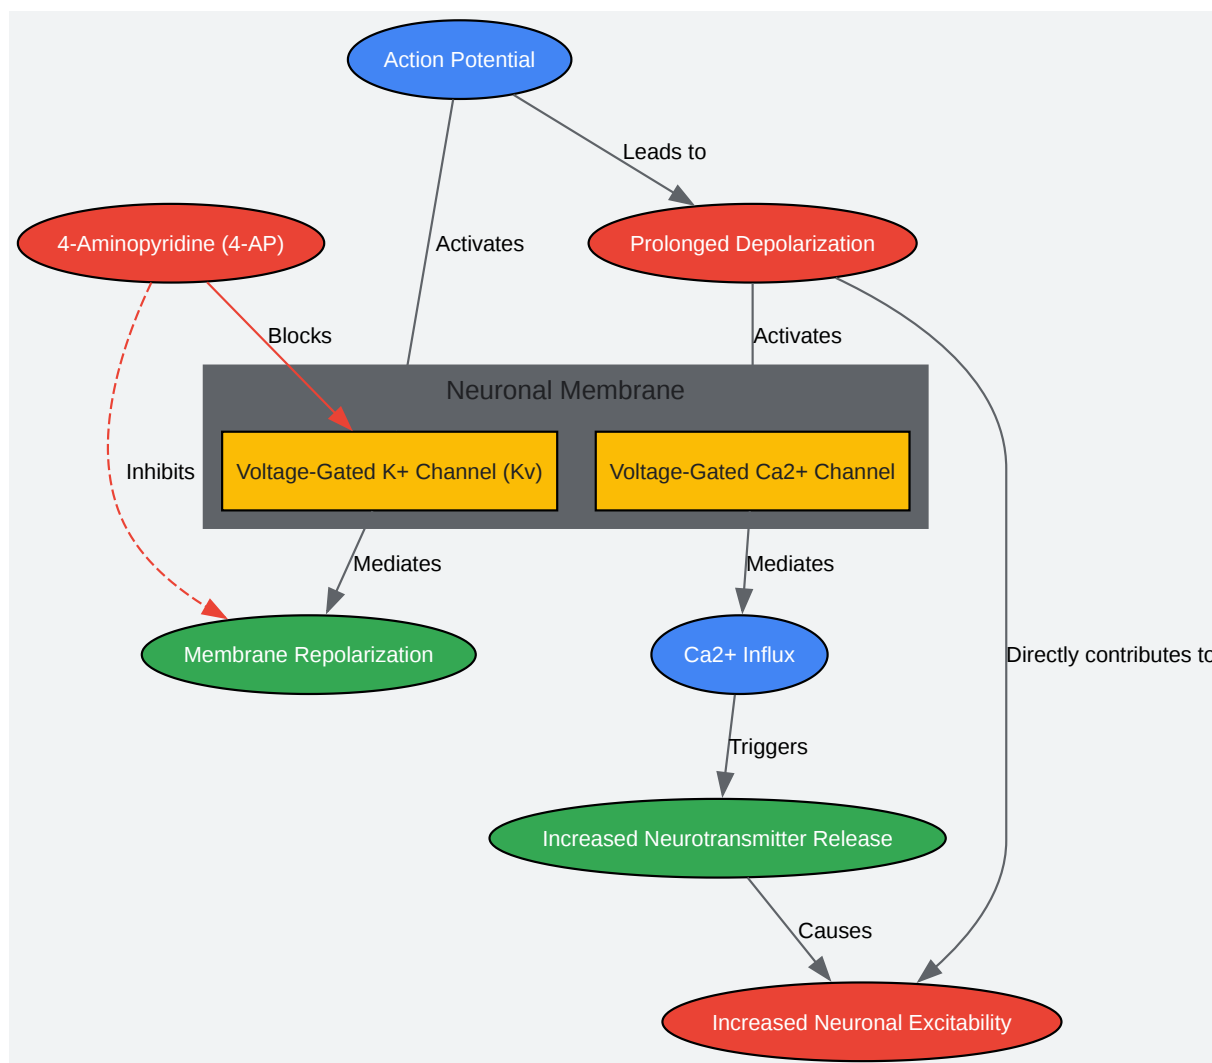 Action Potential
Leads to
4-Aminopyridine (4-AP)
Activates
Prolonged Depolarization
Blocks
Activates
Neuronal Membrane
Inhibits
Voltage-Gated K+ Channel (Kv)
Voltage-Gated Ca2+ Channel
Mediates
Mediates
Membrane Repolarization
Ca2+ Influx
Directly contributes to
Triggers
Increased Neurotransmitter Release
Causes
Increased Neuronal Excitability